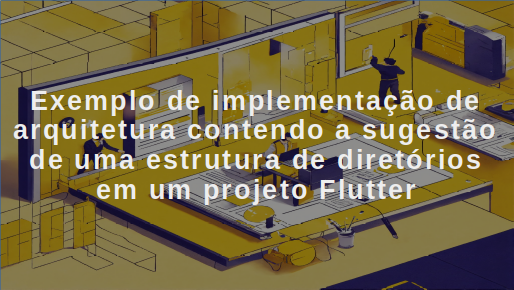 Exemplo de implementação de
arquitetura contendo a sugestão
de uma estrutura de diretórios
em um projeto Flutter